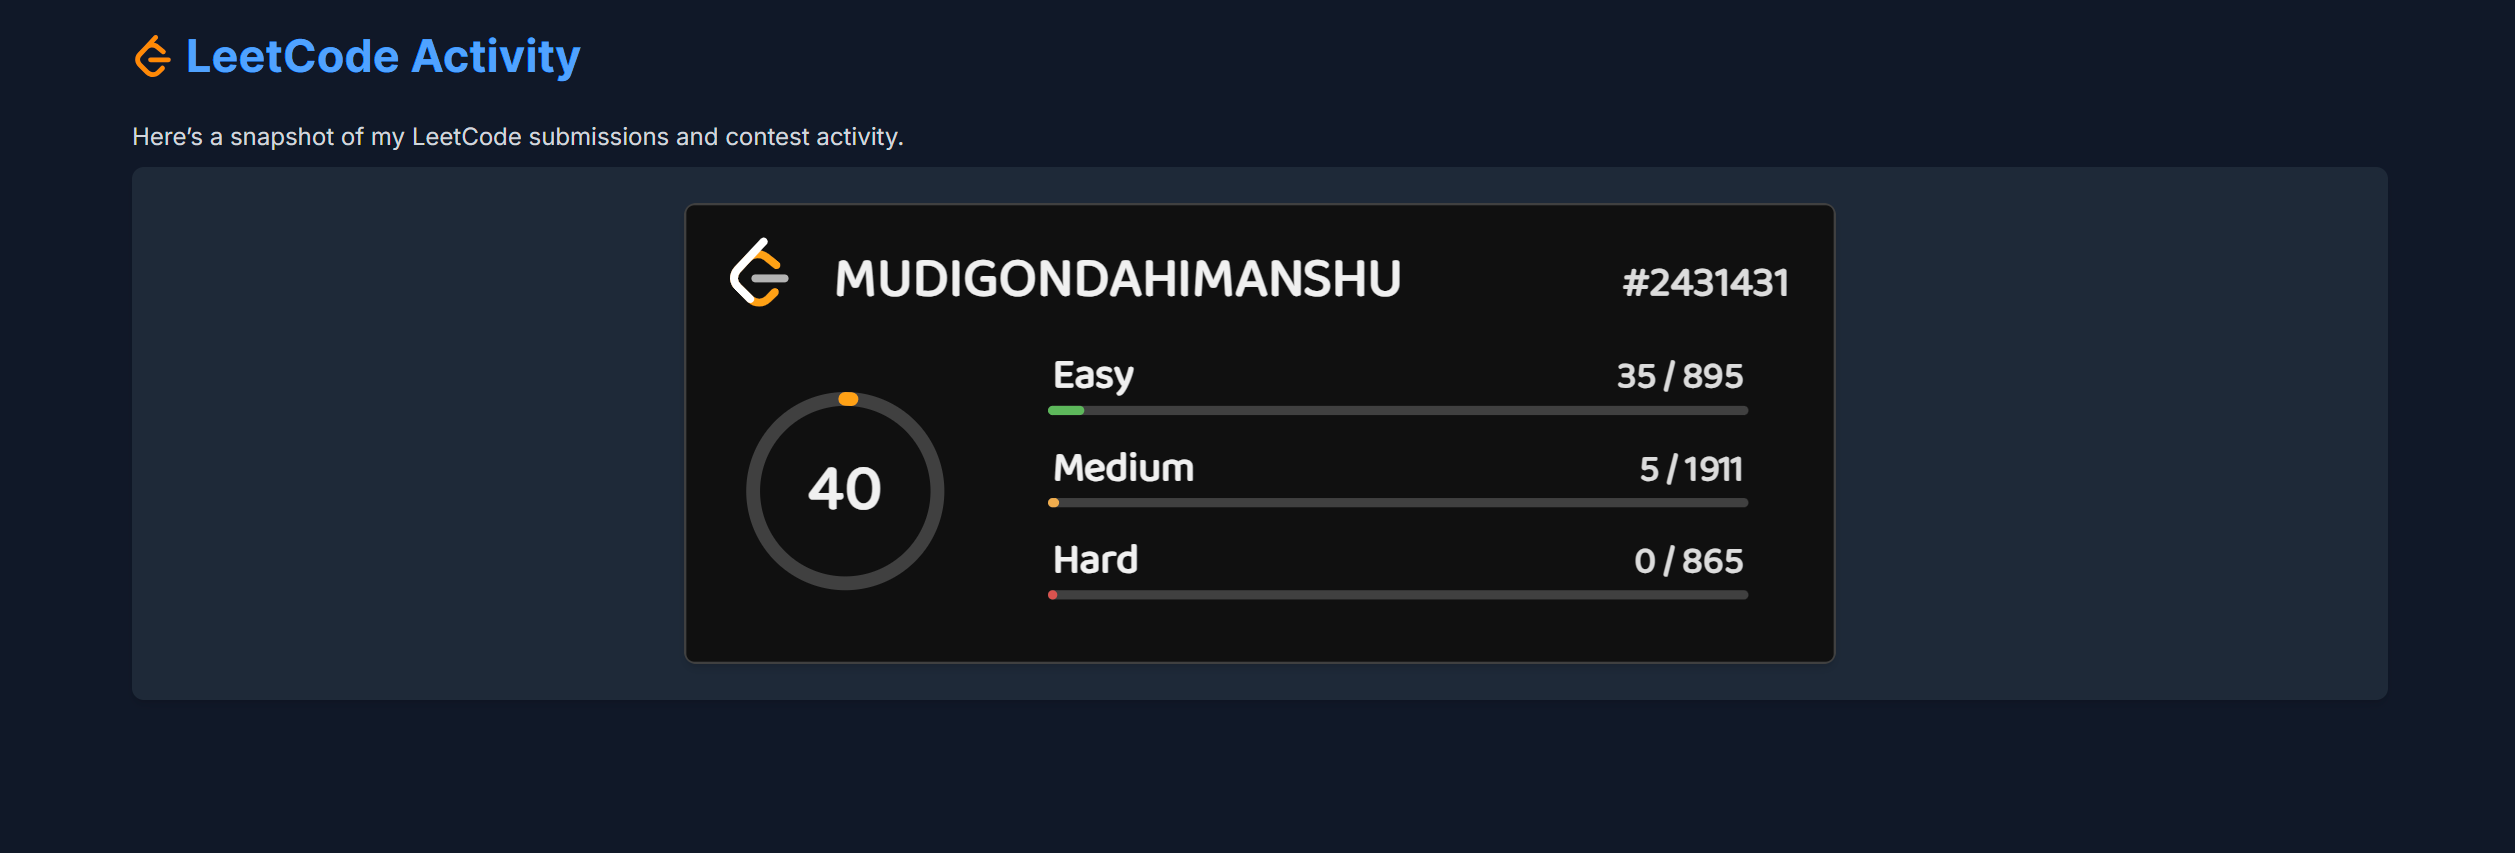 LeetCode Activity
Here’s a snapshot of my LeetCode submissions and contest activity.
MUDIGONDAHIMANSHU #2431431
Easy 35 / 895
40
Medium 5 / 1911
Hard 0 / 865